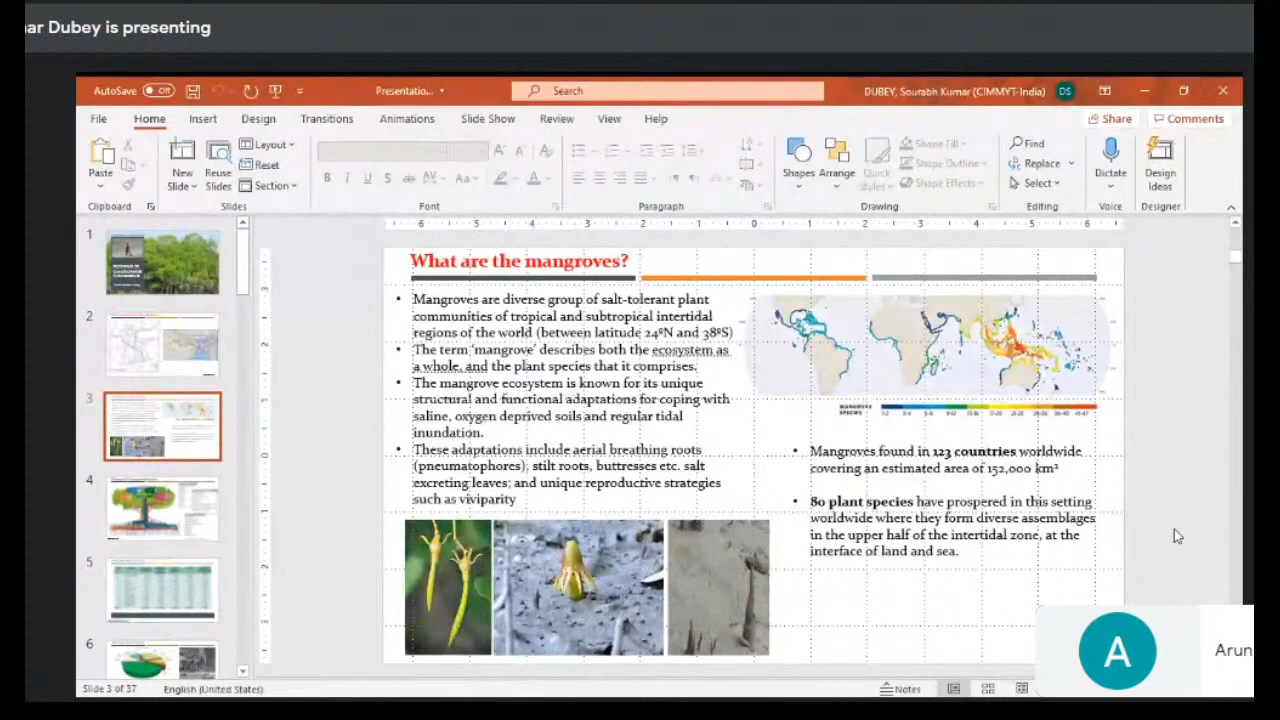 ar Dubey is presenting
AutoSave Off
Presentatio...
Search
DUBEY, Sourabh Kumar (CIMMYT-India)
DS
File Home Insert Design Transitions Animations Slide Show Review View Help
Share
Comments
Paste
New Slide
Reuse Slides
Layout
Reset
Section
Shapes
Arrange
Quick Styles
Shape Fill
Shape Outline
Shape Effects
Find
Replace
Select
Dictate
Design Ideas
Clipboard Slides Font Paragraph Drawing Editing Voice Designer
1
2
3
4
5
6
What are the mangroves?
• Mangroves are diverse group of salt-tolerant plant
communities of tropical and subtropical intertidal
regions of the world (between latitude 24ºN and 38ºS)
• The term ‘mangrove’ describes both the ecosystem as
a whole, and the plant species that it comprises.
• The mangrove ecosystem is known for its unique
structural and functional adaptations for coping with
saline, oxygen deprived soils and regular tidal
inundation.
• These adaptations include aerial breathing roots
(pneumatophores), stilt roots, buttresses etc. salt
excreting leaves; and unique reproductive strategies
such as viviparity
MANGROVE
SPECIES
• Mangroves found in 123 countries worldwide
covering an estimated area of 152,000 km²
• 80 plant species have prospered in this setting
worldwide where they form diverse assemblages
in the upper half of the intertidal zone, at the
interface of land and sea.
A
Arun
Slide 3 of 37
English (United States)
Notes